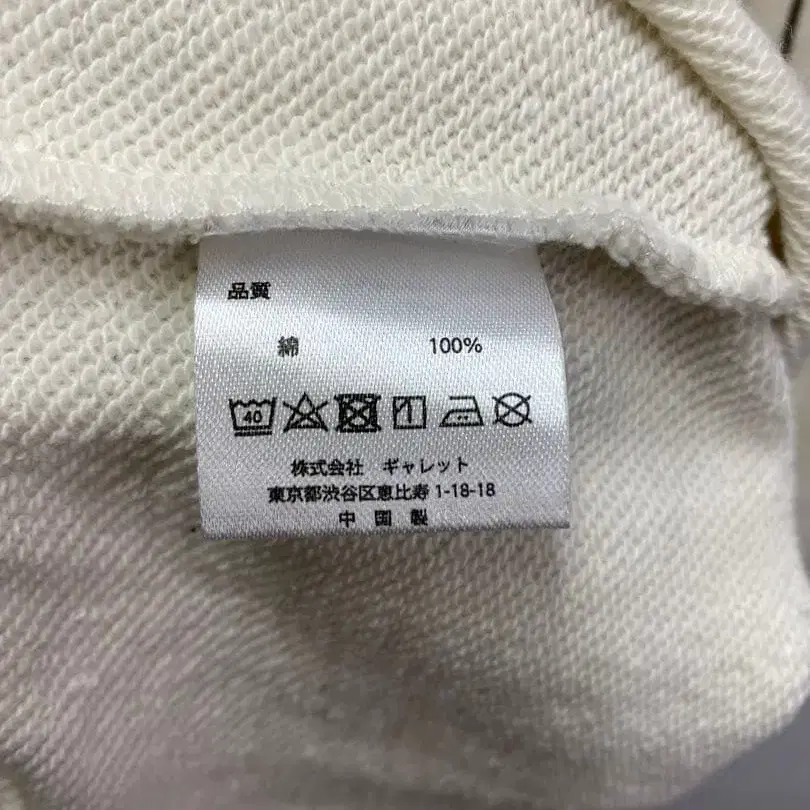 品質
綿 100%
40
株式会社 ギャレット
東京都渋谷区恵比寿 1-18-18
中国製